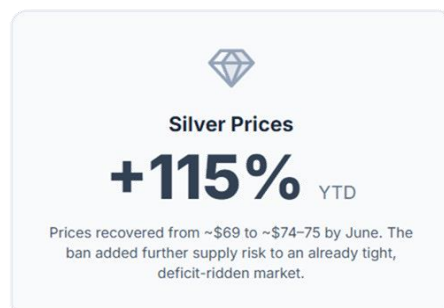 Silver Prices
+115% YTD
Prices recovered from ~$69 to ~$74–75 by June. The
ban added further supply risk to an already tight,
deficit-ridden market.